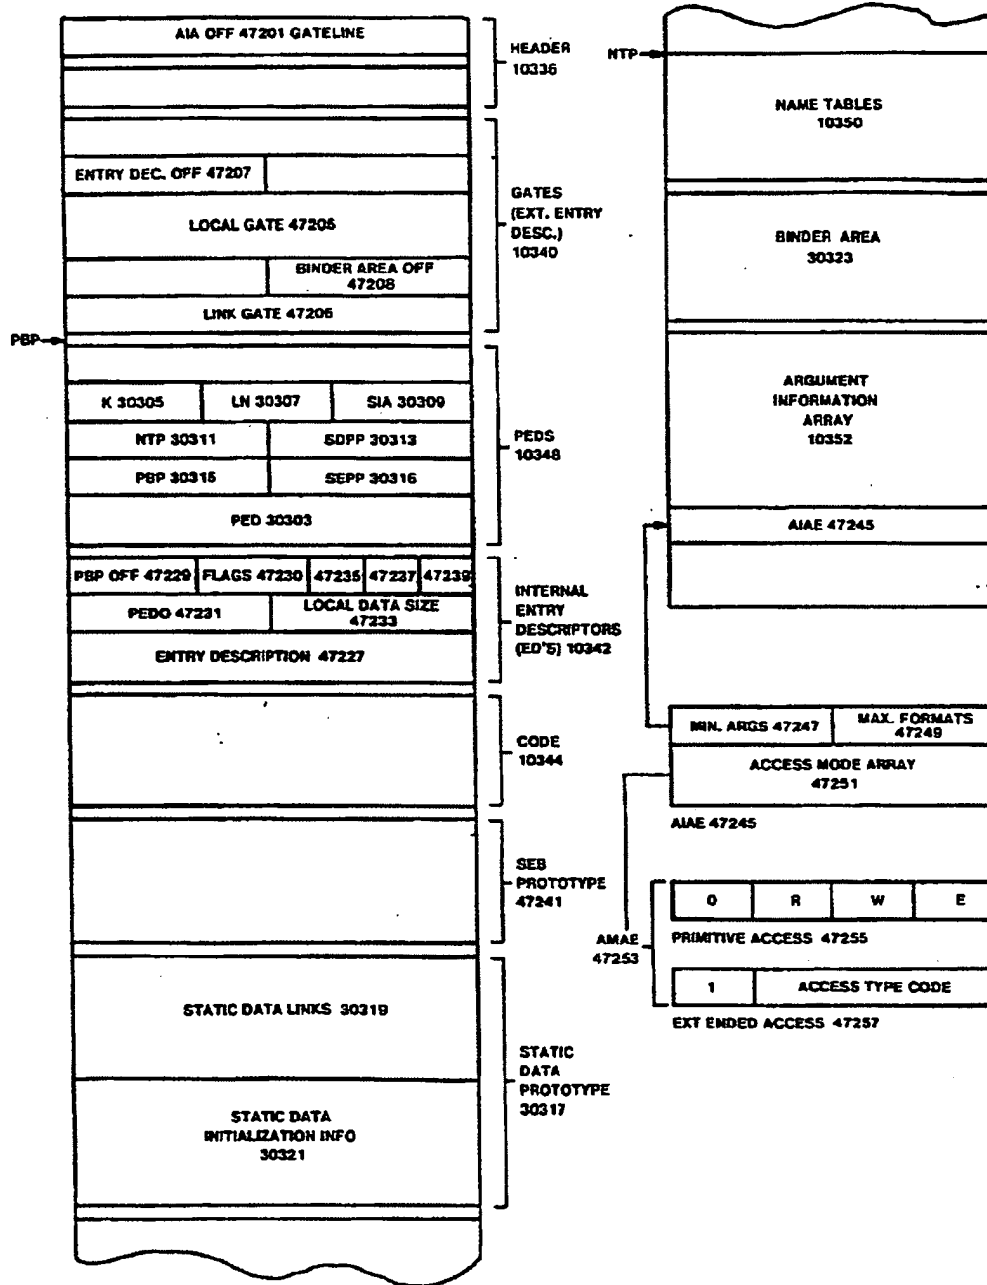 AIA OFF 47201 GATELINE
HEADER
10336
ENTRY DEC. OFF 47207
LOCAL GATE 47205
BINDER AREA OFF
47208
LINK GATE 47206
GATES
(EXT. ENTRY
DESC.)
10340
PBP
K 30305
LN 30307
SIA 30309
NTP 30311
SDPP 30313
PBP 30315
SEPP 30316
PED 30303
PEDS
10348
PBP OFF 47229
FLAGS 47230
47235
47237
47239
PEDO 47231
LOCAL DATA SIZE
47233
ENTRY DESCRIPTION 47227
INTERNAL
ENTRY
DESCRIPTORS
(ED'S) 10342
CODE
10344
SEB
PROTOTYPE
47241
STATIC DATA LINKS 30319
STATIC DATA
INITIALIZATION INFO
30321
STATIC
DATA
PROTOTYPE
30317
NTP
NAME TABLES
10350
BINDER AREA
30323
ARGUMENT
INFORMATION
ARRAY
10352
AIAE 47245
MIN. ARGS 47247
MAX. FORMATS
47249
ACCESS MODE ARRAY
47251
AIAE 47245
AMAE
47253
0
R
W
E
PRIMITIVE ACCESS 47255
1
ACCESS TYPE CODE
EXT ENDED ACCESS 47257